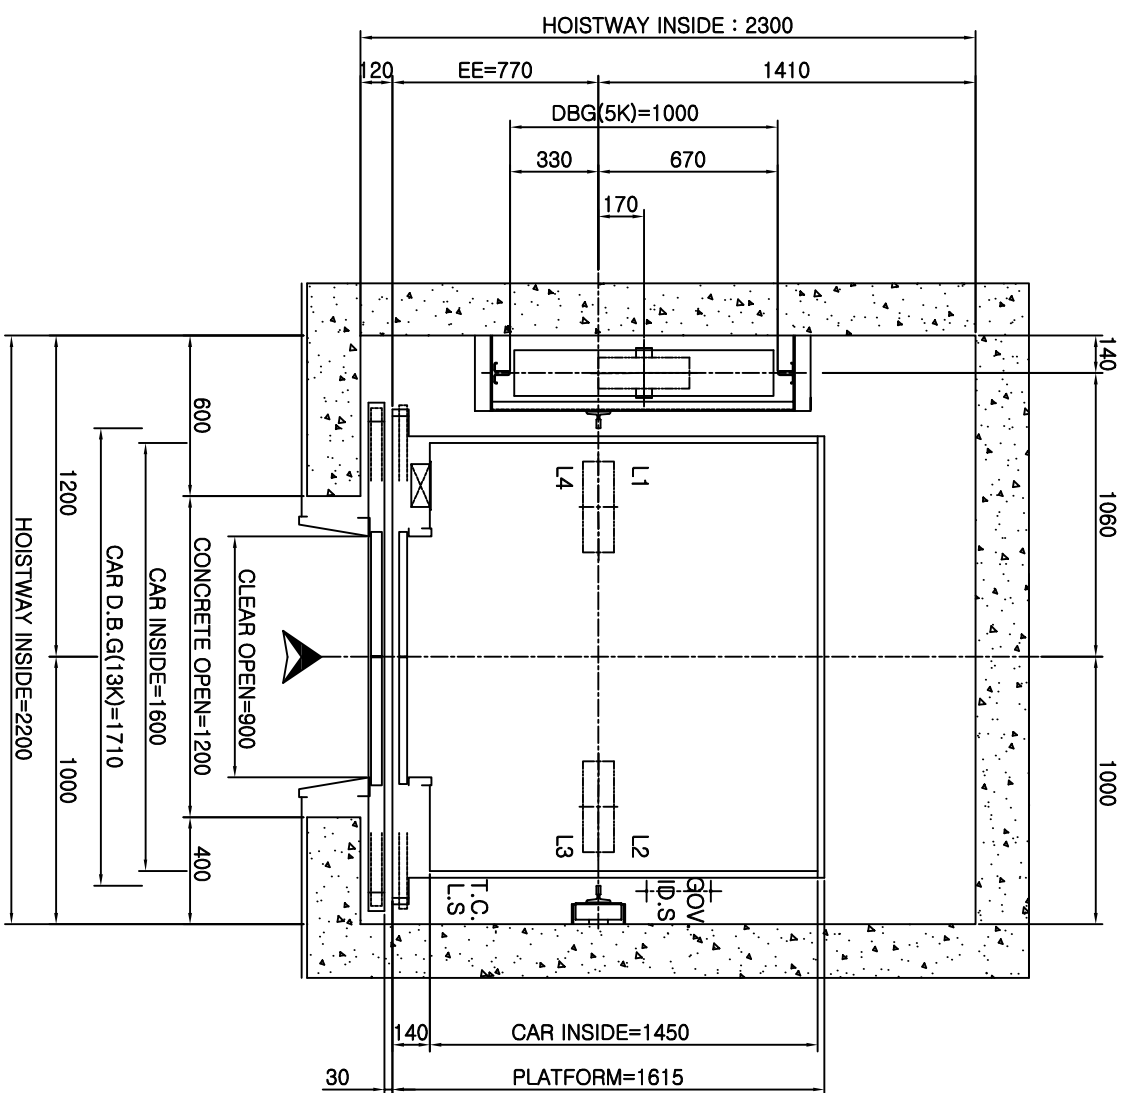 HOISTWAY INSIDE : 2300
120
EE=770
1410
DBG(5K)=1000
330
670
170
140
1060
1000
600
1200
HOISTWAY INSIDE=2200
CAR D.B.G(13K)=1710
CAR INSIDE=1600
CONCRETE OPEN=1200
CLEAR OPEN=900
1000
400
L4
L1
L3
L2
T.C.
L.S
GOV
ID.S
140
CAR INSIDE=1450
PLATFORM=1615
30